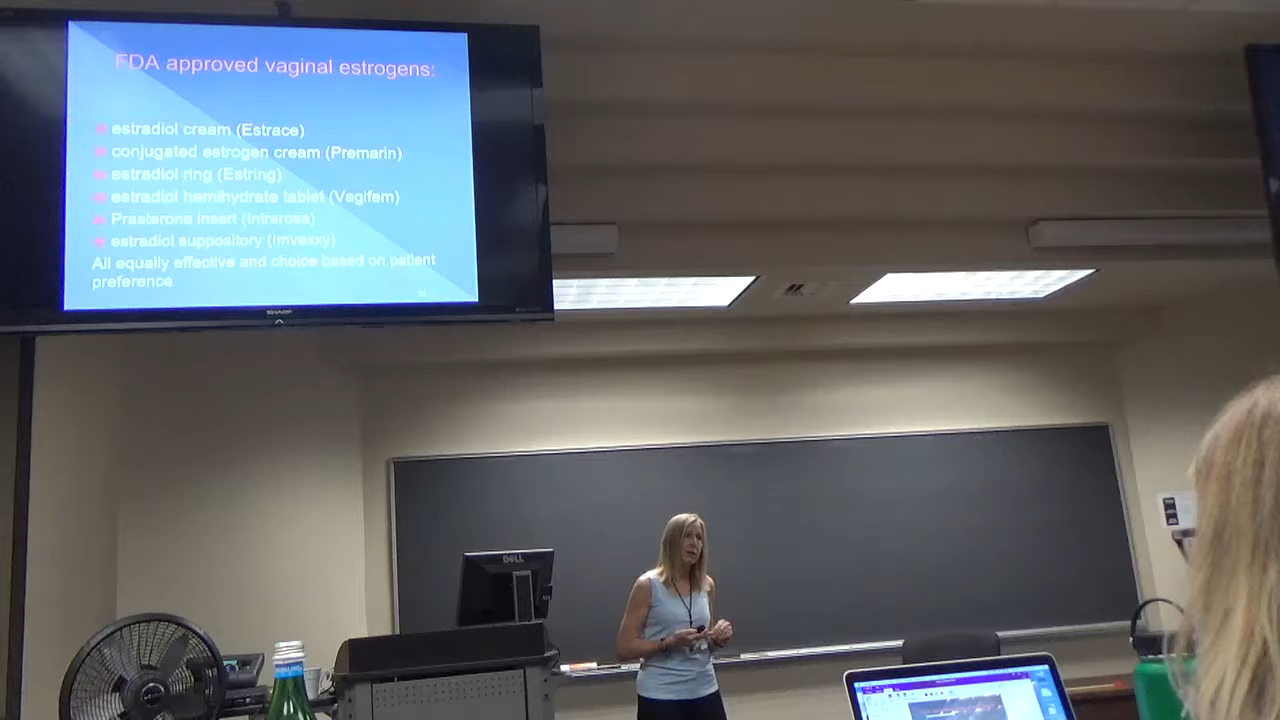 FDA approved vaginal estrogens:
estradiol cream (Estrace)
conjugated estrogen cream (Premarin)
estradiol ring (Estring)
estradiol hemihydrate tablet (Vagifem)
Prasterone insert (Intrarosa)
estradiol suppository (Imvexxy)
All equally effective and choice based on patient
preference
SHARP
DELL